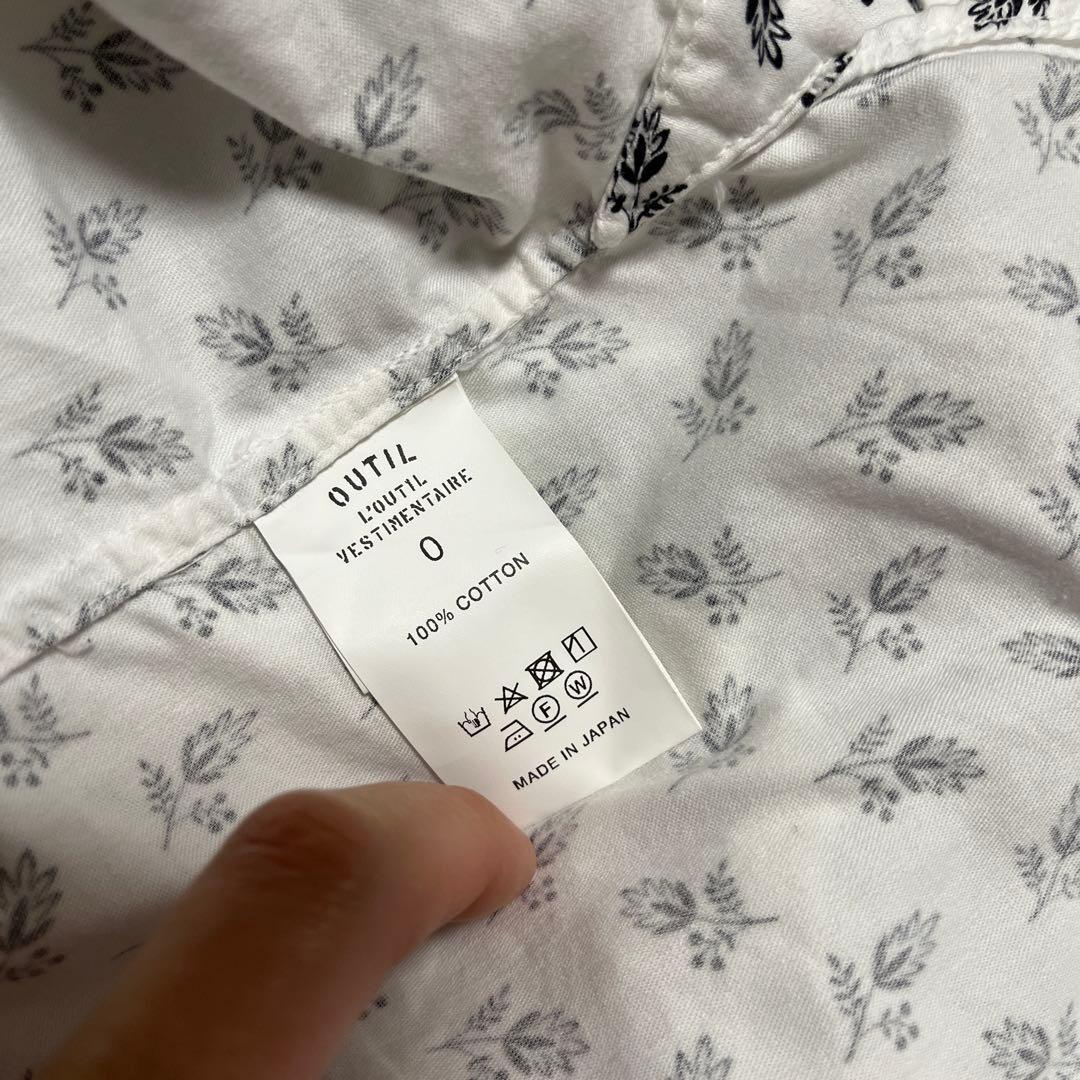 OUTIL
L'OUTIL
VESTIMENTAIRE
0
100% COTTON
F W
MADE IN JAPAN